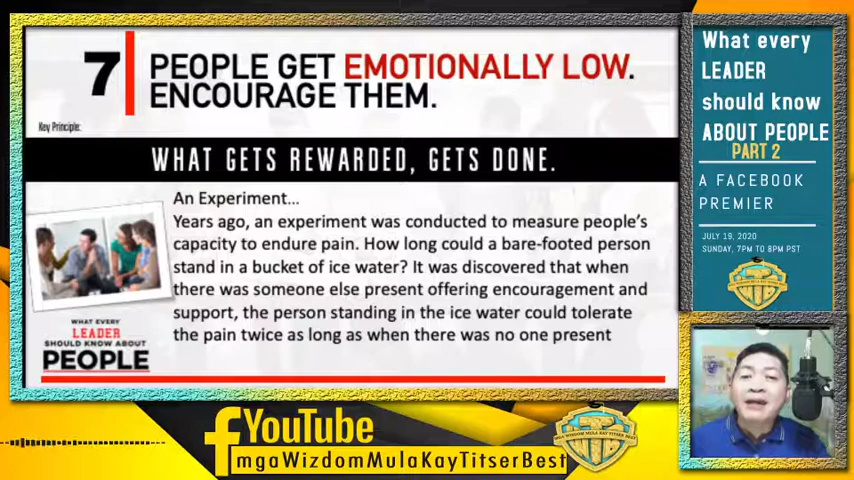 7
PEOPLE GET EMOTIONALLY LOW.
ENCOURAGE THEM.
Key Principle:
WHAT GETS REWARDED, GETS DONE.
An Experiment...
Years ago, an experiment was conducted to measure people's
capacity to endure pain. How long could a bare-footed person
stand in a bucket of ice water? It was discovered that when
there was someone else present offering encouragement and
support, the person standing in the ice water could tolerate
the pain twice as long as when there was no one present
WHAT EVERY
LEADER
SHOULD KNOW ABOUT
PEOPLE
What every
LEADER
should know
ABOUT PEOPLE
PART 2
A FACEBOOK
PREMIER
JULY 19, 2020
SUNDAY, 7PM TO 8PM PST
f YouTube
mgaWizdomMulaKayTitserBest